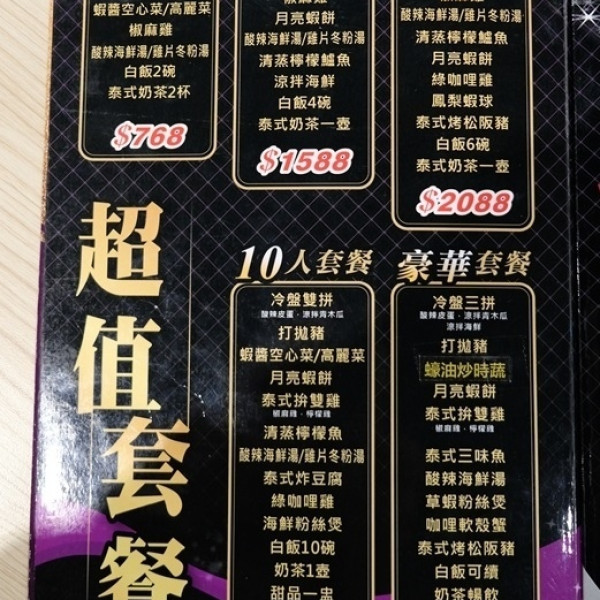 蝦醬空心菜/高麗菜
椒麻雞
酸辣海鮮湯/雞片冬粉湯
白飯2碗
泰式奶茶2杯
$768
月亮蝦餅
酸辣海鮮湯/雞片冬粉湯
清蒸檸檬鱸魚
涼拌海鮮
白飯4碗
泰式奶茶一壺
$1588
酸辣海鮮湯/雞片冬粉湯
清蒸檸檬鱸魚
月亮蝦餅
綠咖哩雞
鳳梨蝦球
泰式烤松阪豬
白飯6碗
泰式奶茶一壺
$2088
超值套餐
10人套餐
冷盤雙拼
酸辣皮蛋．涼拌青木瓜
打拋豬
蝦醬空心菜/高麗菜
月亮蝦餅
泰式拚雙雞
椒麻雞．檸檬雞
清蒸檸檬魚
酸辣海鮮湯/雞片冬粉湯
泰式炸豆腐
綠咖哩雞
海鮮粉絲煲
白飯10碗
奶茶1壺
甜品一盅
豪華套餐
冷盤三拼
酸辣皮蛋．涼拌青木瓜
涼拌海鮮
打拋豬
蠔油炒時蔬
月亮蝦餅
泰式拚雙雞
椒麻雞．檸檬雞
泰式三味魚
酸辣海鮮湯
草蝦粉絲煲
咖哩軟殼蟹
泰式烤松阪豬
白飯可續
奶茶暢飲